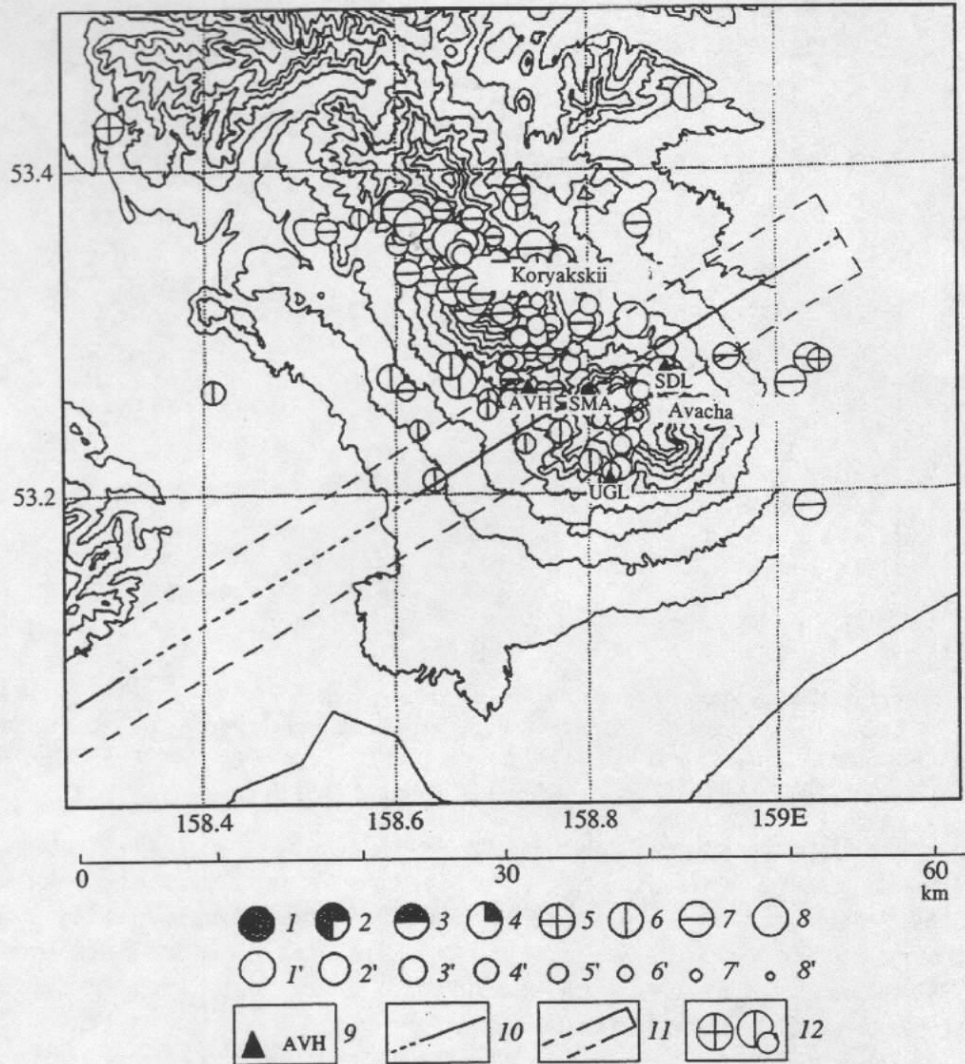 53.4
Koryakskii
SDL
AVH SMA
Avacha
53.2
UGL
158.4 158.6 158.8 159E
0 30 60
km
1 2 3 4 5 6 7 8
1' 2' 3' 4' 5' 6' 7' 8'
AVH 9 10 11 12